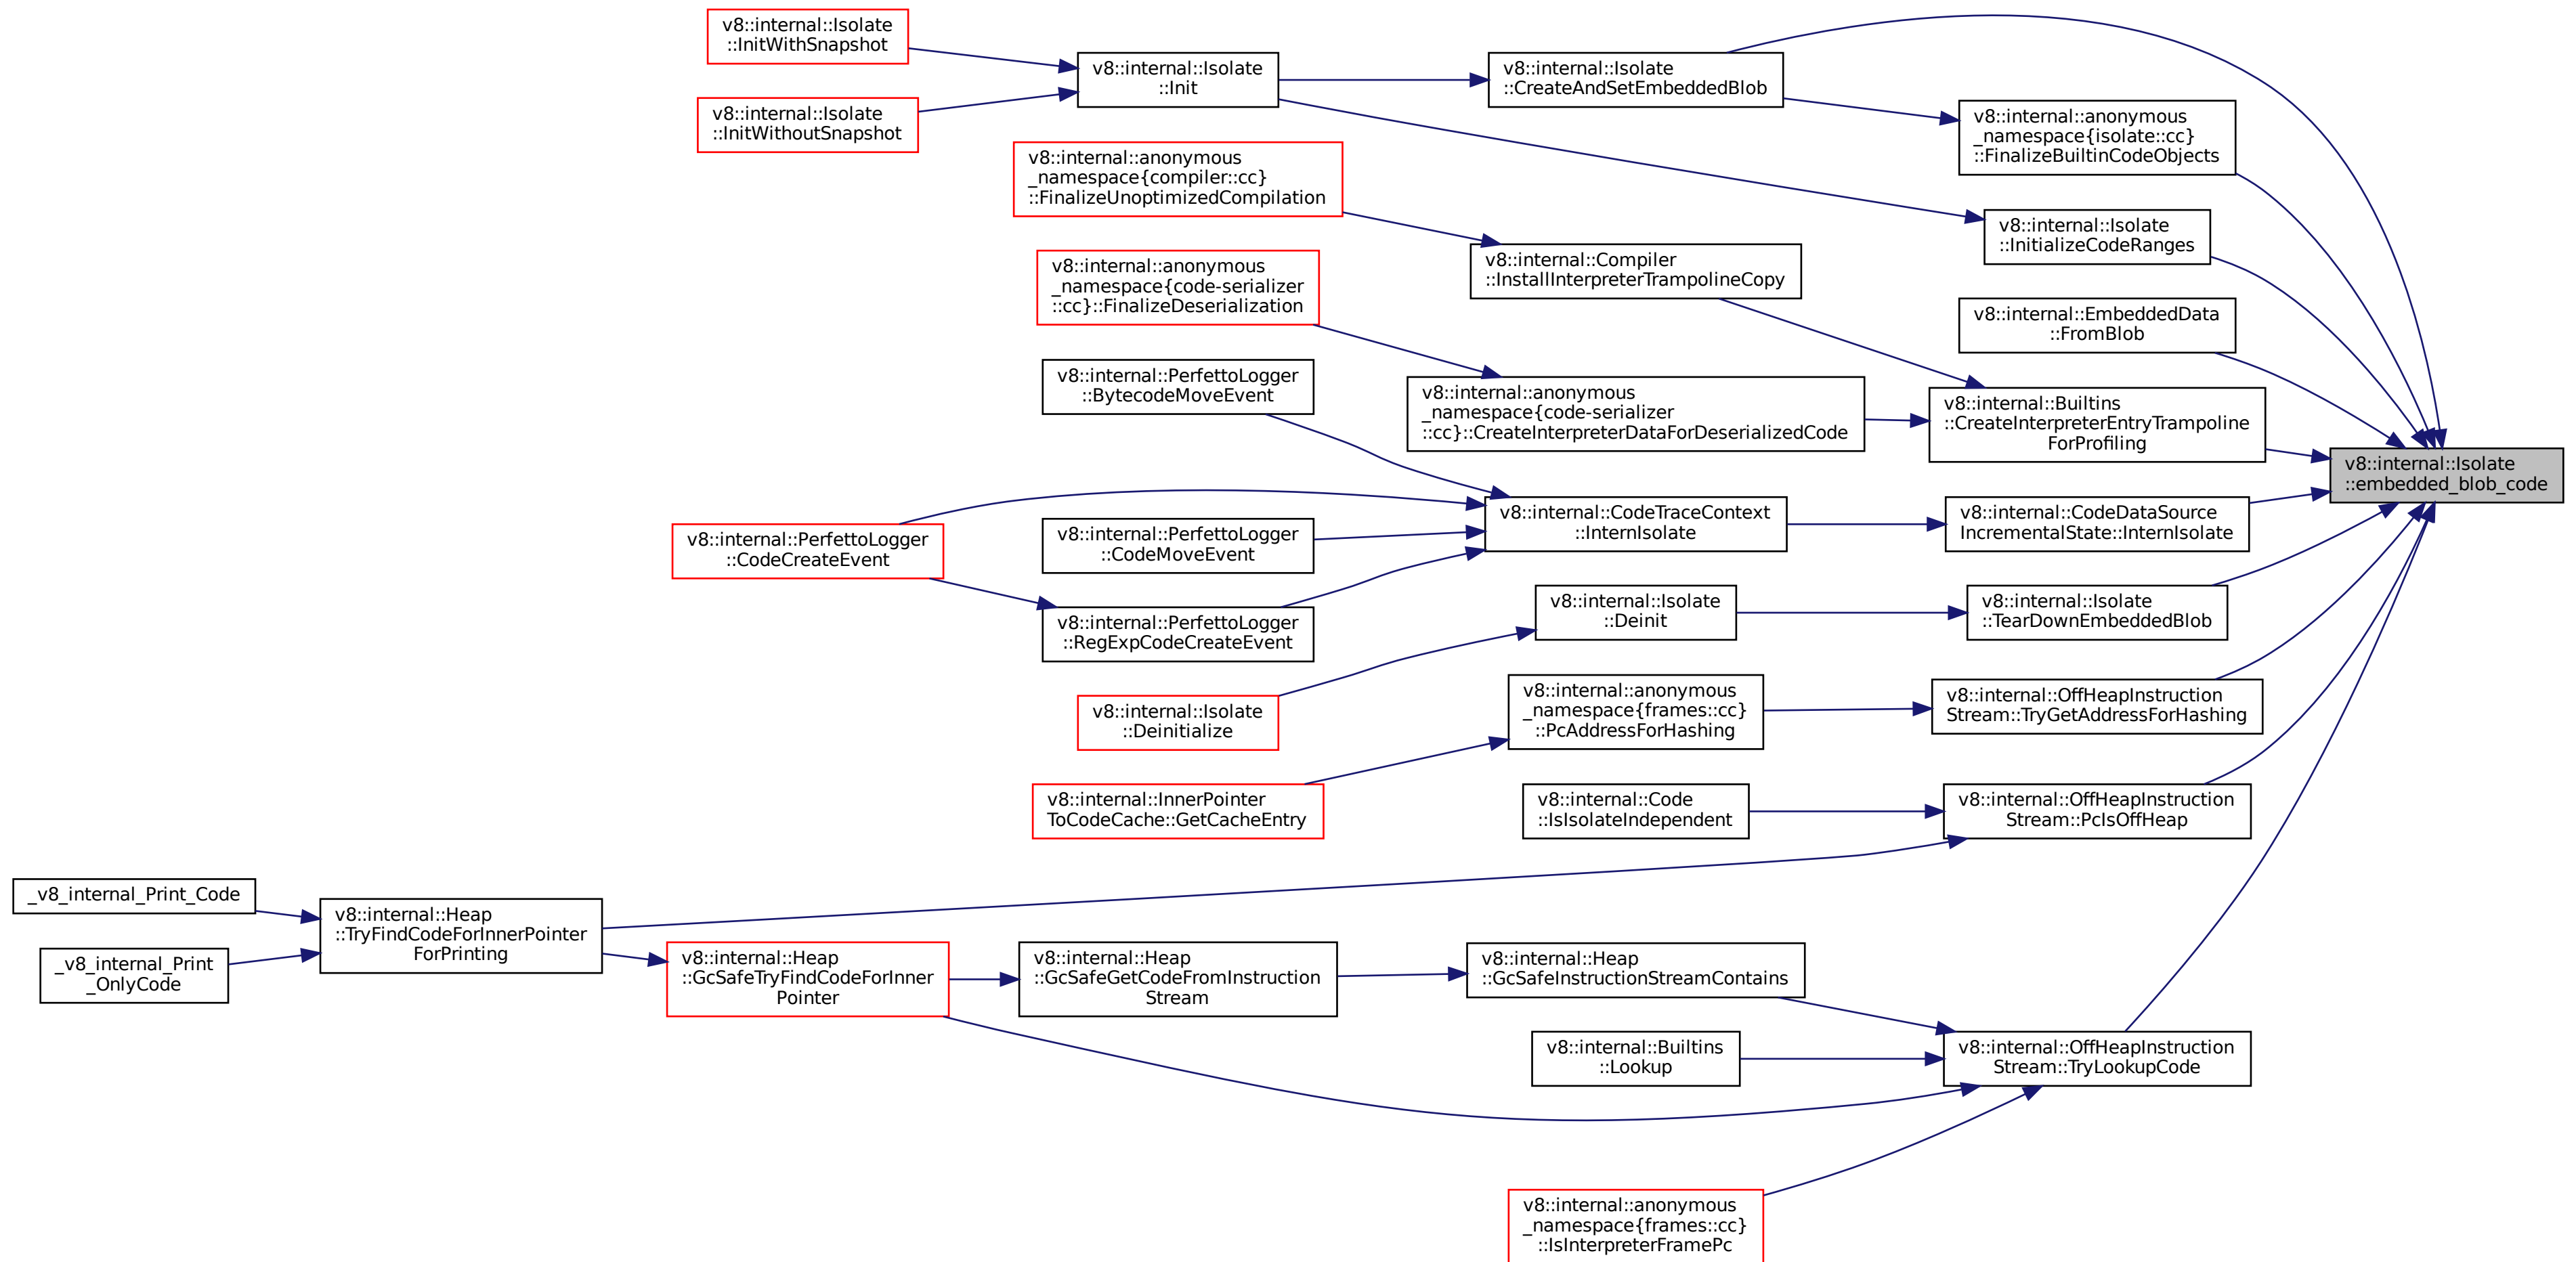 v8::internal::Isolate
::InitWithSnapshot
v8::internal::Isolate
::InitWithoutSnapshot
v8::internal::Isolate
::Init
v8::internal::Isolate
::CreateAndSetEmbeddedBlob
v8::internal::anonymous
_namespace{isolate::cc}
::FinalizeBuiltinCodeObjects
v8::internal::anonymous
_namespace{compiler::cc}
::FinalizeUnoptimizedCompilation
v8::internal::Isolate
::InitializeCodeRanges
v8::internal::Compiler
::InstallInterpreterTrampolineCopy
v8::internal::anonymous
_namespace{code-serializer
::cc}::FinalizeDeserialization
v8::internal::EmbeddedData
::FromBlob
v8::internal::PerfettoLogger
::BytecodeMoveEvent
v8::internal::anonymous
_namespace{code-serializer
::cc}::CreateInterpreterDataForDeserializedCode
v8::internal::Builtins
::CreateInterpreterEntryTrampoline
ForProfiling
v8::internal::Isolate
::embedded_blob_code
v8::internal::PerfettoLogger
::CodeCreateEvent
v8::internal::PerfettoLogger
::CodeMoveEvent
v8::internal::CodeTraceContext
::InternIsolate
v8::internal::CodeDataSource
IncrementalState::InternIsolate
v8::internal::PerfettoLogger
::RegExpCodeCreateEvent
v8::internal::Isolate
::Deinit
v8::internal::Isolate
::TearDownEmbeddedBlob
v8::internal::Isolate
::Deinitialize
v8::internal::anonymous
_namespace{frames::cc}
::PcAddressForHashing
v8::internal::OffHeapInstruction
Stream::TryGetAddressForHashing
v8::internal::InnerPointer
ToCodeCache::GetCacheEntry
v8::internal::Code
::IsIsolateIndependent
v8::internal::OffHeapInstruction
Stream::PcIsOffHeap
_v8_internal_Print_Code
_v8_internal_Print
_OnlyCode
v8::internal::Heap
::TryFindCodeForInnerPointer
ForPrinting
v8::internal::Heap
::GcSafeTryFindCodeForInner
Pointer
v8::internal::Heap
::GcSafeGetCodeFromInstruction
Stream
v8::internal::Heap
::GcSafeInstructionStreamContains
v8::internal::Builtins
::Lookup
v8::internal::OffHeapInstruction
Stream::TryLookupCode
v8::internal::anonymous
_namespace{frames::cc}
::IsInterpreterFramePc